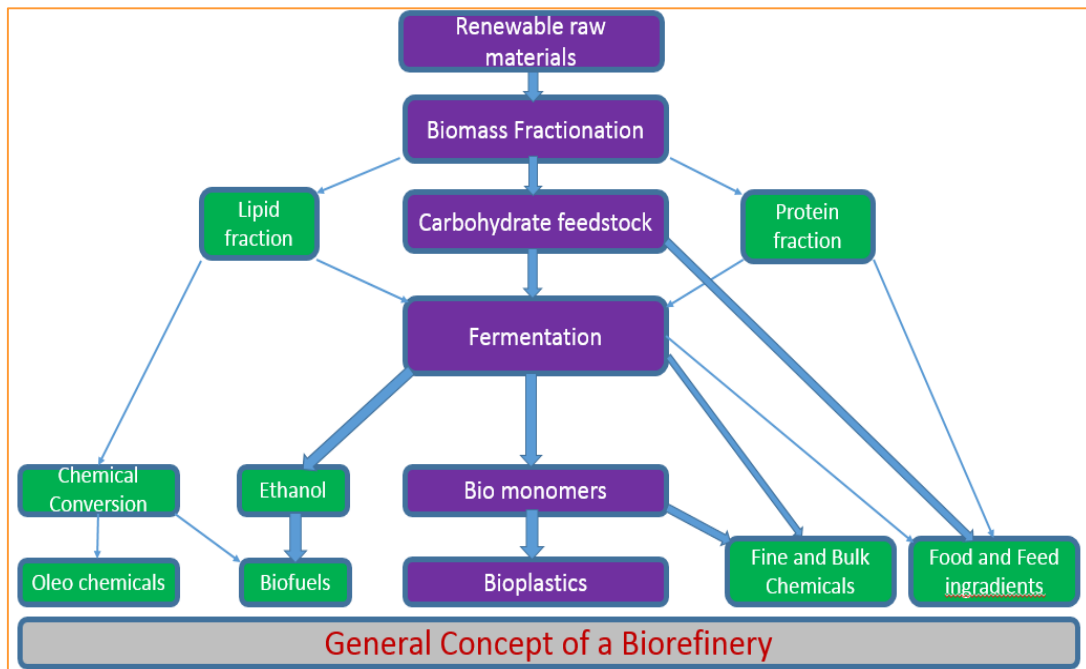 Renewable raw
materials
Biomass Fractionation
Lipid
fraction
Carbohydrate feedstock
Protein
fraction
Fermentation
Chemical
Conversion
Ethanol
Bio monomers
Oleo chemicals
Biofuels
Bioplastics
Fine and Bulk
Chemicals
Food and Feed
ingradients
General Concept of a Biorefinery